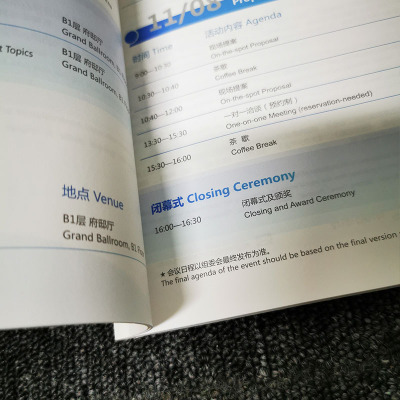 B1层 府邸厅
Grand Ballroom, B1
t Topics
B1层 府邸厅
Grand Ballroom, B1
地点 Venue
B1层 府邸厅
Grand Ballroom, B1
11/08
时间 Time 活动内容 Agenda
9:00—10:30 现场提案
On-the-spot Proposal
10:30—10:40 茶歇
Coffee Break
10:40—12:00 现场提案
On-the-spot Proposal
13:30—15:30 一对一洽谈（预约制）
One-on-one Meeting (reservation-needed)
15:30—16:00 茶 歇
Coffee Break
闭幕式 Closing Ceremony
16:00—16:30 闭幕式及颁奖
Closing and Award Ceremony
★ 会议日程以组委会最终发布为准。
The final agenda of the event should be based on the final version